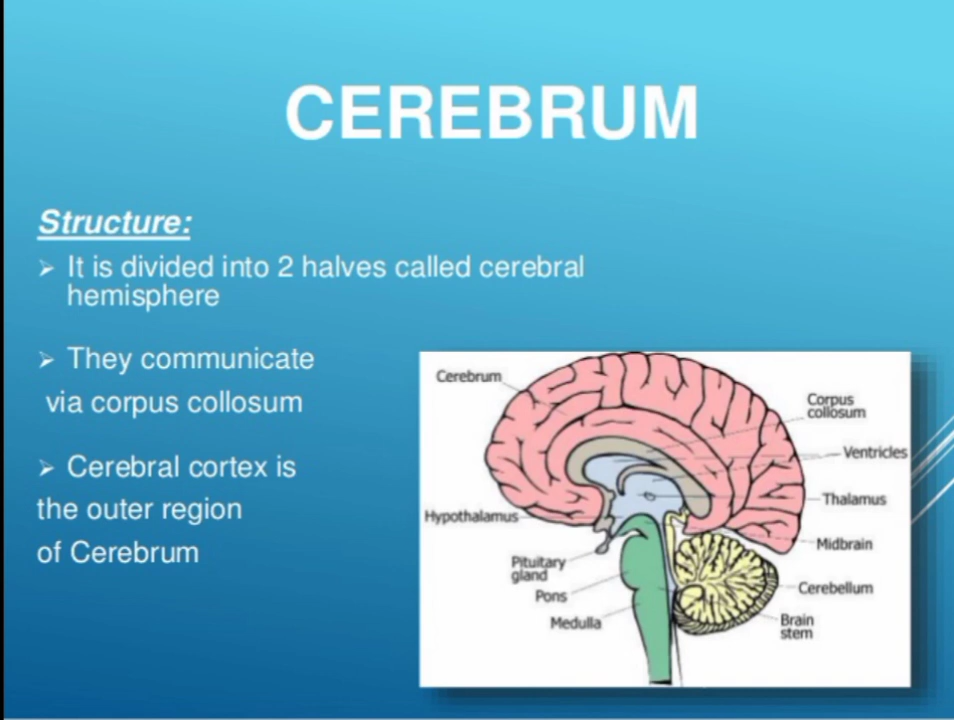 CEREBRUM
Structure:
➢ It is divided into 2 halves called cerebral
hemisphere
➢ They communicate
via corpus collosum
➢ Cerebral cortex is
the outer region
of Cerebrum
Cerebrum
Corpus
collosum
Ventricles
Thalamus
Hypothalamus
Midbrain
Pituitary
gland
Cerebellum
Pons
Medulla
Brain
stem